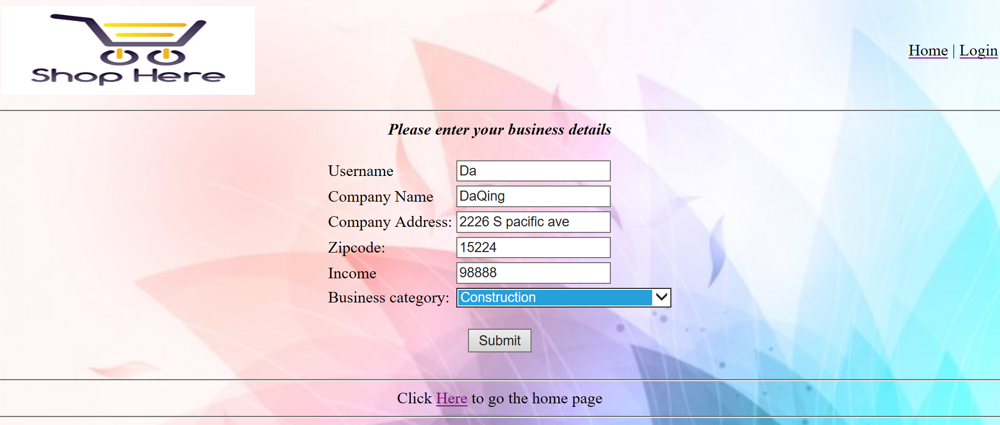 Shop Here
Home | Login
Please enter your business details
Username Da
Company Name DaQing
Company Address: 2226 S pacific ave
Zipcode: 15224
Income 98888
Business category: Construction
Submit
Click Here to go the home page